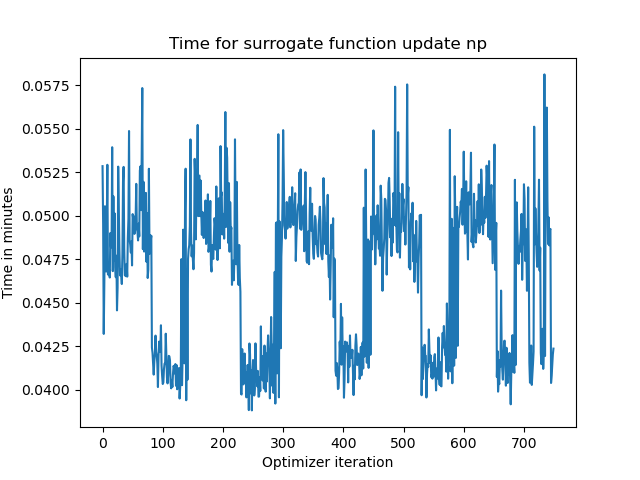 Time for surrogate function update np
0.0575
0.0550
0.0525
0.0500
0.0475
0.0450
0.0425
0.0400
Time in minutes
0 100 200 300 400 500 600 700
Optimizer iteration